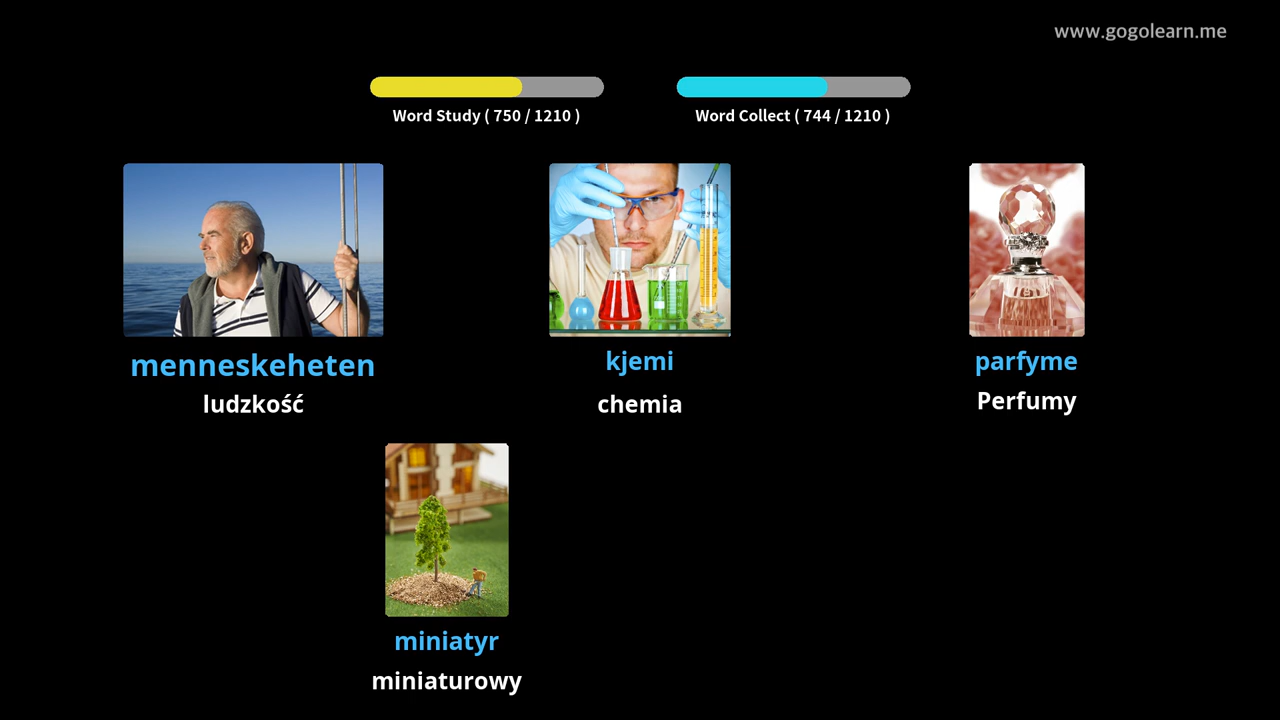 www.gogolearn.me
Word Study ( 750 / 1210 )
Word Collect ( 744 / 1210 )
menneskeheten
ludzkość
kjemi
chemia
parfyme
Perfumy
miniatyr
miniaturowy